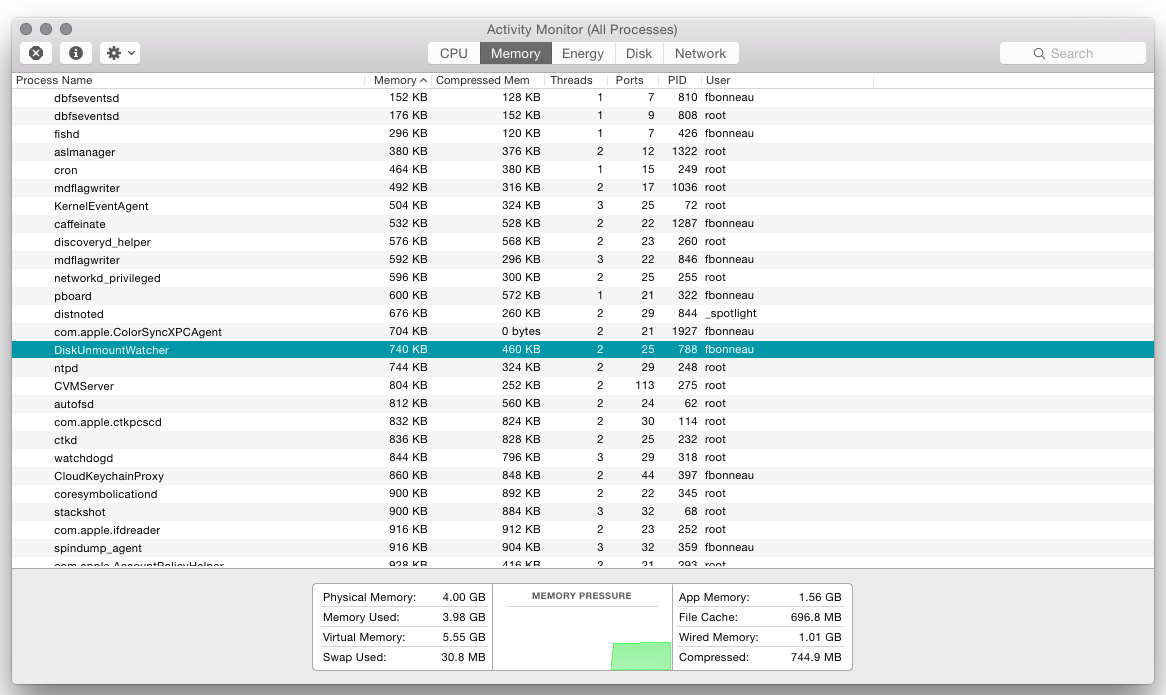 Activity Monitor (All Processes)
CPU Memory Energy Disk Network Search
Process Name Memory Compressed Mem Threads Ports PID User
dbfseventsd 152 KB 128 KB 1 7 810 fbonneau
dbfseventsd 176 KB 152 KB 1 9 808 root
fishd 296 KB 120 KB 1 7 426 fbonneau
aslmanager 380 KB 376 KB 2 12 1322 root
cron 464 KB 380 KB 1 15 249 root
mdflagwriter 492 KB 316 KB 2 17 1036 root
KernelEventAgent 504 KB 324 KB 3 25 72 root
caffeinate 532 KB 528 KB 2 22 1287 fbonneau
discoveryd_helper 576 KB 568 KB 2 23 260 root
mdflagwriter 592 KB 296 KB 3 22 846 fbonneau
networkd_privileged 596 KB 300 KB 2 25 255 root
pboard 600 KB 572 KB 1 21 322 fbonneau
distnoted 676 KB 260 KB 2 29 844 _spotlight
com.apple.ColorSyncXPCAgent 704 KB 0 bytes 2 21 1927 fbonneau
DiskUnmountWatcher 740 KB 460 KB 2 25 788 fbonneau
ntpd 744 KB 324 KB 2 29 248 root
CVMServer 804 KB 252 KB 2 113 275 root
autofsd 812 KB 560 KB 2 24 62 root
com.apple.ctkpcscd 832 KB 824 KB 2 30 114 root
ctkd 836 KB 828 KB 2 25 232 root
watchdogd 844 KB 796 KB 3 29 318 root
CloudKeychainProxy 860 KB 848 KB 2 44 397 fbonneau
coresymbolicationd 900 KB 892 KB 2 22 345 root
stackshot 900 KB 884 KB 3 32 68 root
com.apple.ifdreader 916 KB 912 KB 2 23 252 root
spindump_agent 916 KB 904 KB 3 32 359 fbonneau
com.apple.AccountPolicyHelper 928 KB 416 KB 2 21 293 root
Physical Memory: 4.00 GB
Memory Used: 3.98 GB
Virtual Memory: 5.55 GB
Swap Used: 30.8 MB
MEMORY PRESSURE
App Memory: 1.56 GB
File Cache: 696.8 MB
Wired Memory: 1.01 GB
Compressed: 744.9 MB